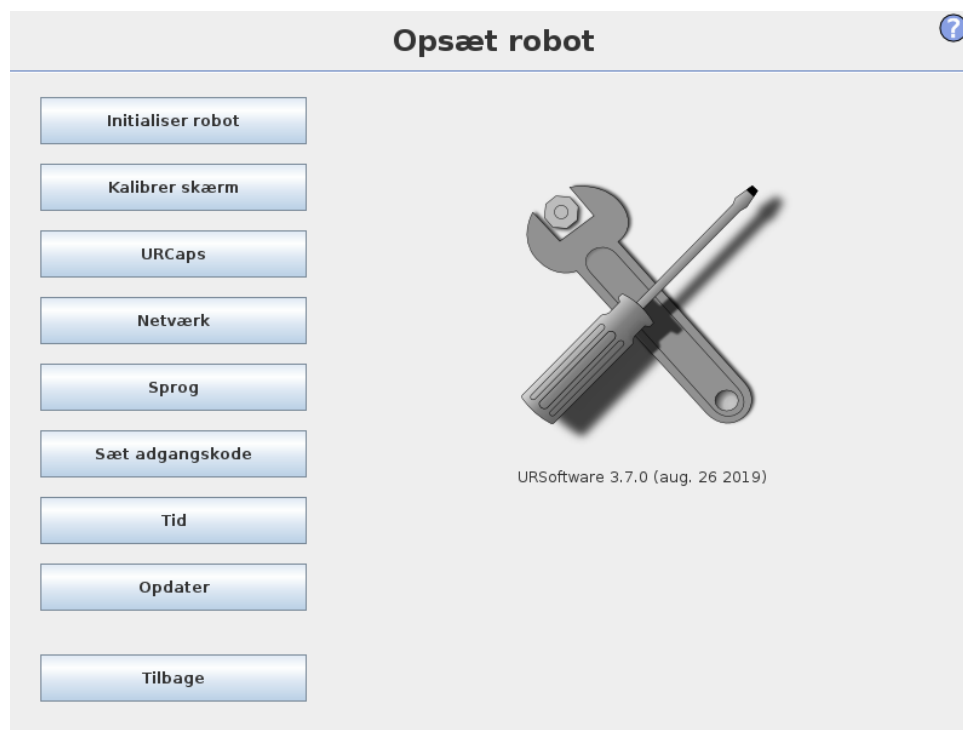 Opsæt robot
?
Initialiser robot
Kalibrer skærm
URCaps
Netværk
Sprog
Sæt adgangskode
Tid
Opdater
Tilbage
URSoftware 3.7.0 (aug. 26 2019)